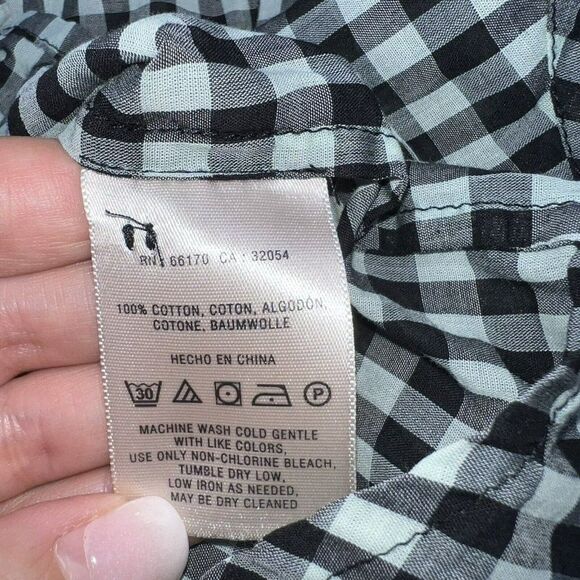 RN: 66170 CA: 32054
100% COTTON, COTON, ALGODÓN,
COTONE, BAUMWOLLE
HECHO EN CHINA
30 P
MACHINE WASH COLD GENTLE
WITH LIKE COLORS,
USE ONLY NON-CHLORINE BLEACH,
TUMBLE DRY LOW,
LOW IRON AS NEEDED,
MAY BE DRY CLEANED